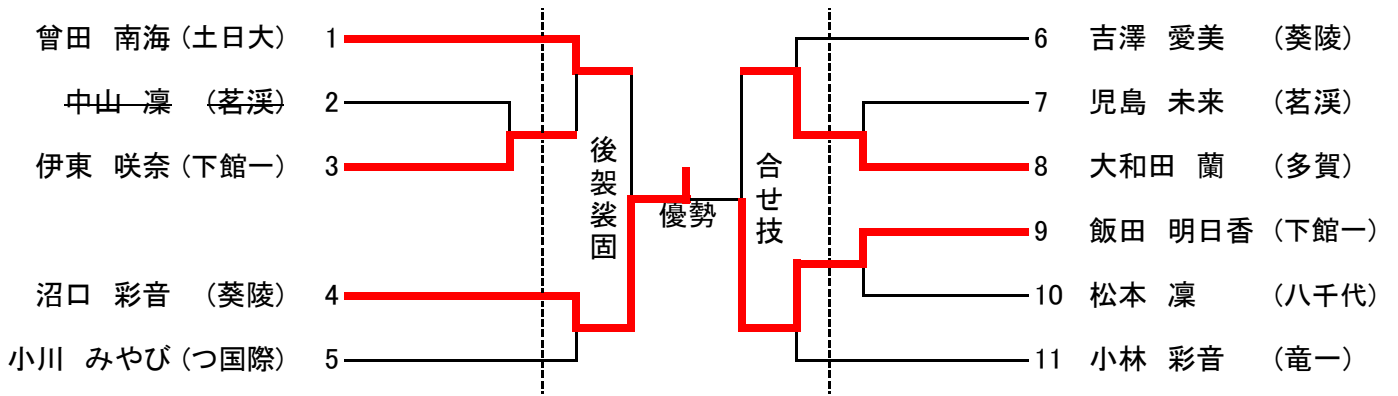 曾田 南海 (土日大) 1
中山 凜 (茗渓) 2
伊東 咲奈 (下館一) 3
沼口 彩音 (葵陵) 4
小川 みやび (つ国際) 5
後袈裟固
優勢
合せ技
6 吉澤 愛美 (葵陵)
7 児島 未来 (茗渓)
8 大和田 蘭 (多賀)
9 飯田 明日香 (下館一)
10 松本 凜 (八千代)
11 小林 彩音 (竜一)